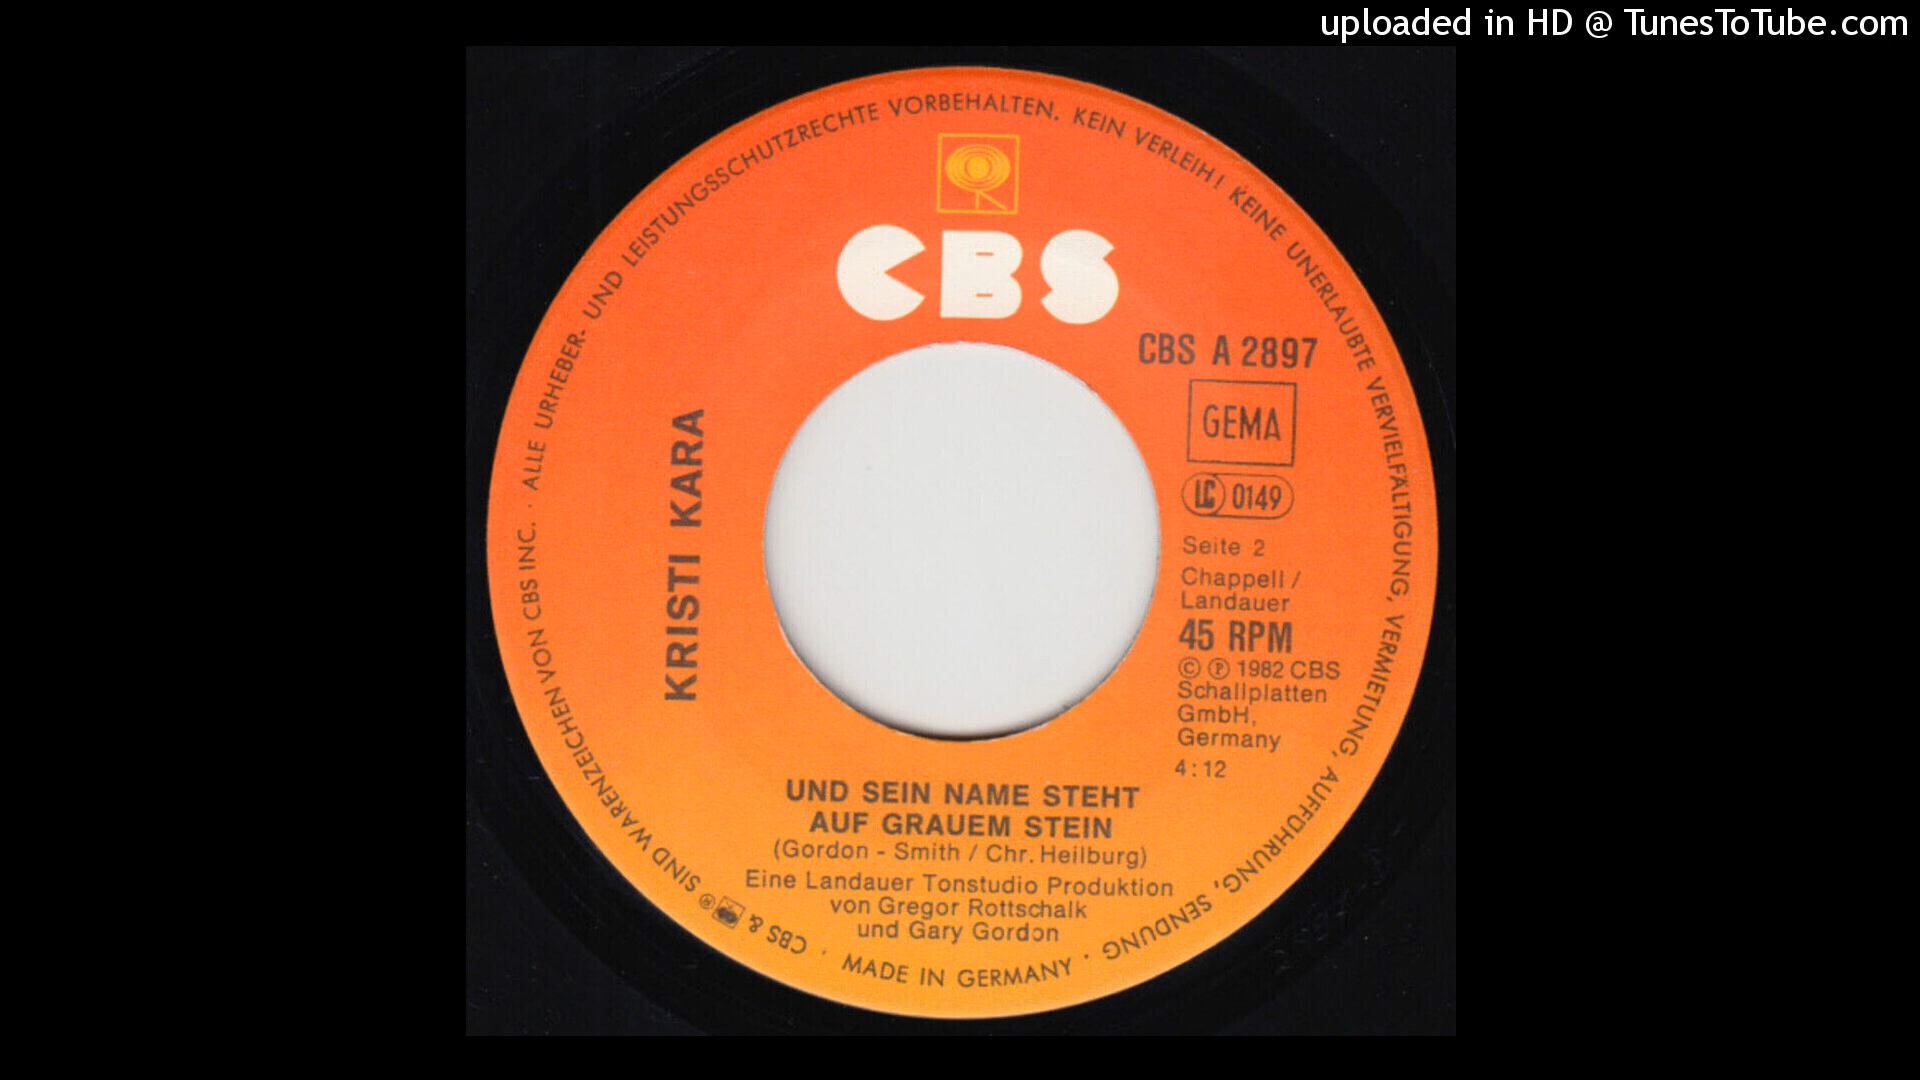 uploaded in HD @ TunesToTube.com
· ALLE URHEBER- UND LEISTUNGSSCHUTZRECHTE VORBEHALTEN. KEIN VERLEIH! KEINE UNERLAUBTE VERVIELFÄLTIGUNG, VERMIETUNG, AUFFÜHRUNG, SENDUNG ·
CBS
CBS A 2897
GEMA
LC 0149
Seite 2
Chappell /
Landauer
45 RPM
© ℗ 1982 CBS
Schallplatten
GmbH,
Germany
4:12
KRISTI KARA
UND SEIN NAME STEHT
AUF GRAUEM STEIN
(Gordon - Smith / Chr. Heilburg)
Eine Landauer Tonstudio Produktion
von Gregor Rottschalk
und Gary Gordon
MADE IN GERMANY ·
CBS & ® SIND WARENZEICHEN VON CBS INC.